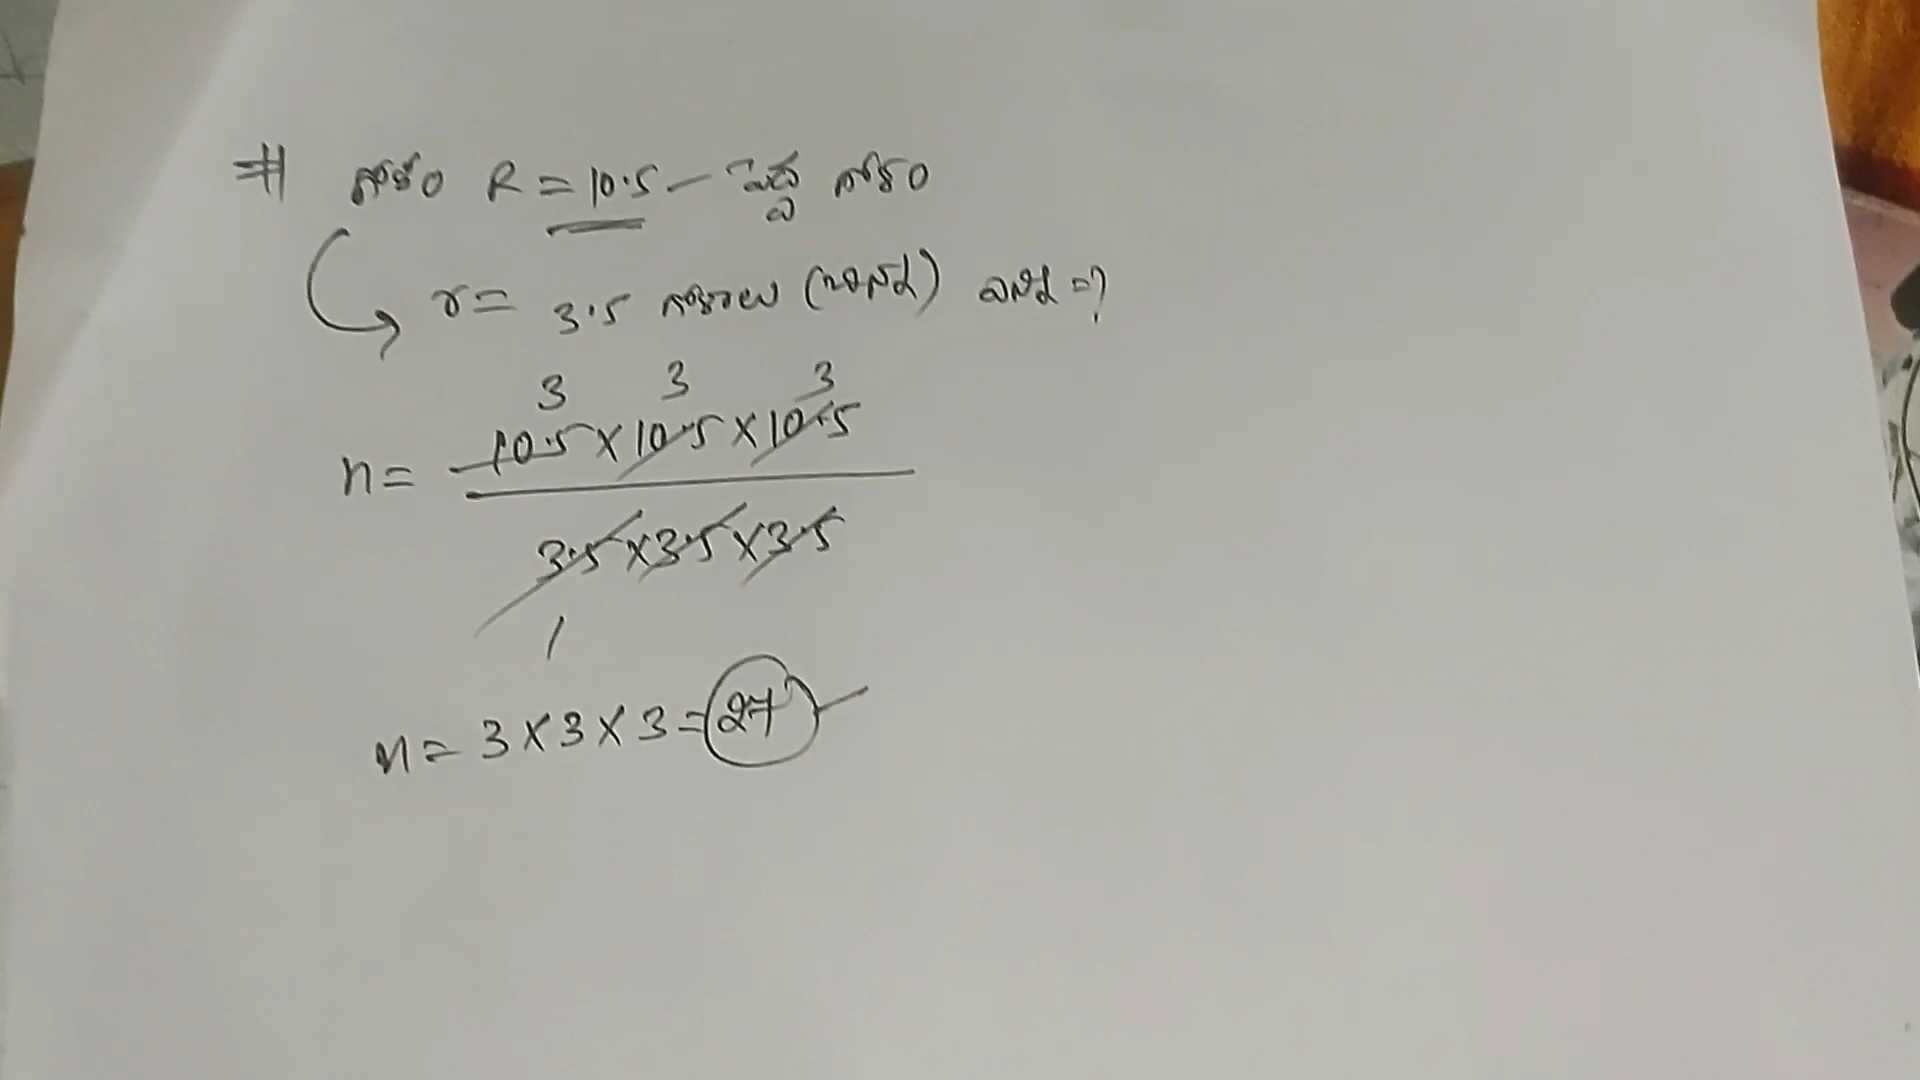 # గోళం R = 10.5 - పెద్ద గోళం
r = 3.5 గోళాలు () ఎన్ని = ?
3 3 3
n = 10.5 × 10.5 × 10.5
3.5 × 3.5 × 3.5
1
n = 3 × 3 × 3 = 27